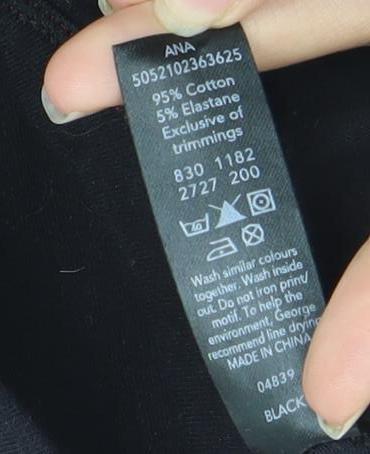 ANA
5052102363625
95% Cotton
5% Elastane
Exclusive of
trimmings
830 1182
2727 200
40
Wash similar colours
together. Wash inside
out. Do not iron print/
motif. To help the
environment, George
recommend line drying
MADE IN CHINA
04839
BLACK